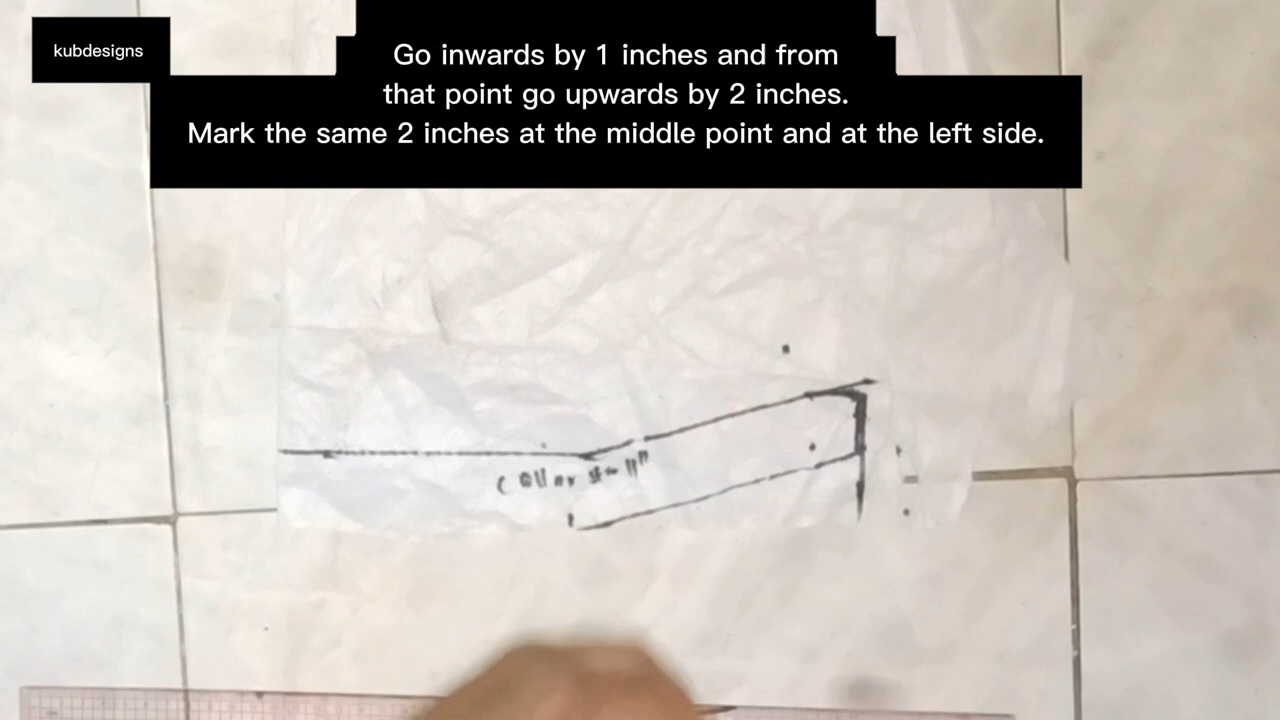 kubdesigns
Go inwards by 1 inches and from
that point go upwards by 2 inches.
Mark the same 2 inches at the middle point and at the left side.